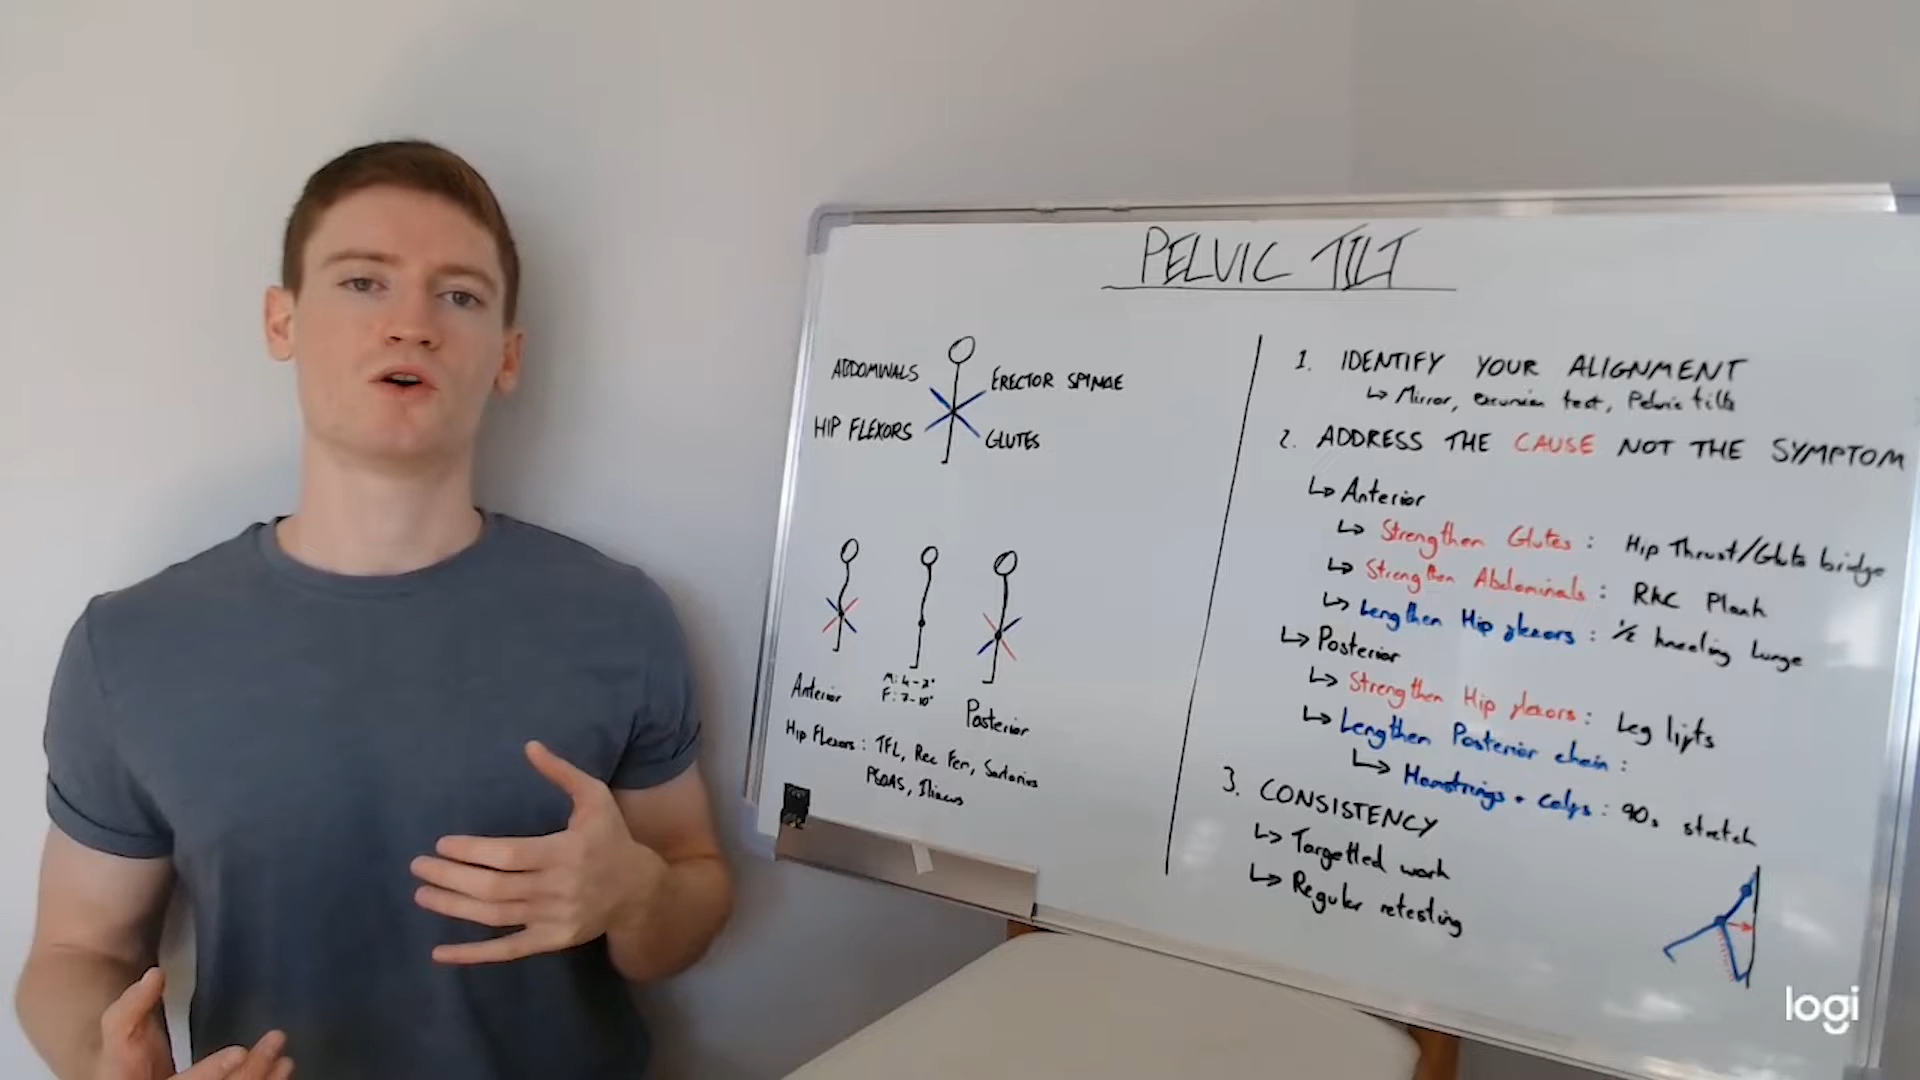 PELVIC TILT
ABDOMINALS
ERECTOR SPINAE
HIP FLEXORS
GLUTES
Anterior
M: 4-7°
F: 7-10°
Posterior
Hip Flexors: TFL, Rec Fem, Sartorius
PSOAS, Iliacus
1. IDENTIFY YOUR ALIGNMENT
↳ Mirror, excursion test, Pelvic tilts
2. ADDRESS THE CAUSE NOT THE SYMPTOM
↳ Anterior
↳ Strengthen Glutes: Hip Thrust/Glute bridge
↳ Strengthen Abdominals: RKC Plank
↳ Lengthen Hip flexors: 1/2 kneeling lunge
↳ Posterior
↳ Strengthen Hip flexors: Leg lifts
↳ Lengthen Posterior chain:
↳ Hamstrings + Calfs: 90s stretch
3. CONSISTENCY
↳ Targetted work
↳ Regular retesting
logi